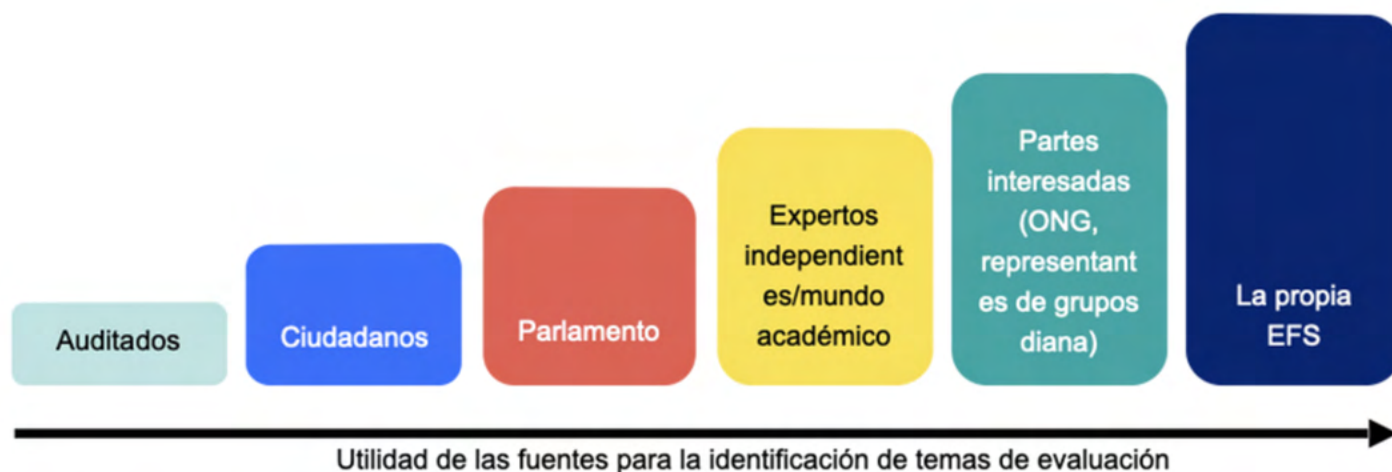 Auditados
Ciudadanos
Parlamento
Expertos
independient
es/mundo
académico
Partes
interesadas
(ONG,
representant
es de grupos
diana)
La propia
EFS
Utilidad de las fuentes para la identificación de temas de evaluación